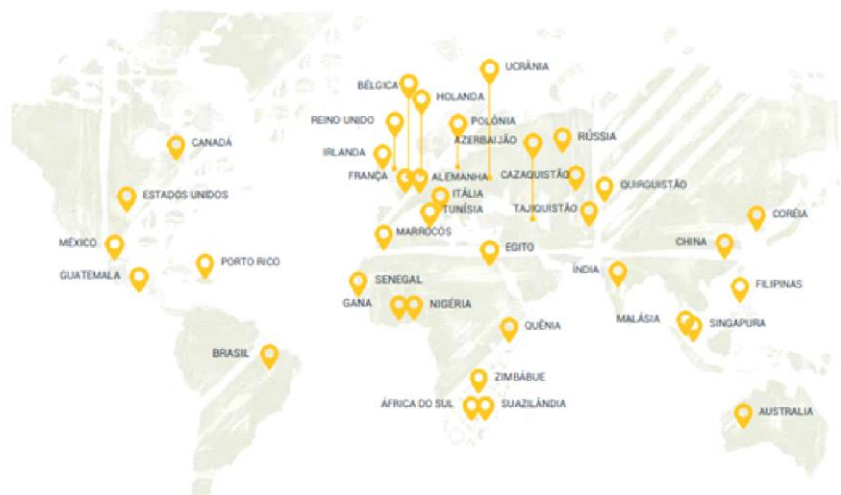 UCRÂNIA
BÉLGICA
HOLANDA
REINO UNIDO
POLÔNIA
AZERBAIJÃO
RÚSSIA
CANADÁ
IRLANDA
FRANÇA
ALEMANHA
CAZAQUISTÃO
QUIRGUISTÃO
ESTADOS UNIDOS
ITÁLIA
TUNÍSIA
TAJIQUISTÃO
CORÉIA
MARROCOS
MÉXICO
EGITO
CHINA
PORTO RICO
ÍNDIA
GUATEMALA
SENEGAL
FILIPINAS
GANA
NIGÉRIA
MALÁSIA
SINGAPURA
QUÊNIA
BRASIL
ZIMBÁBUE
ÁFRICA DO SUL
SUAZILÂNDIA
AUSTRALIA